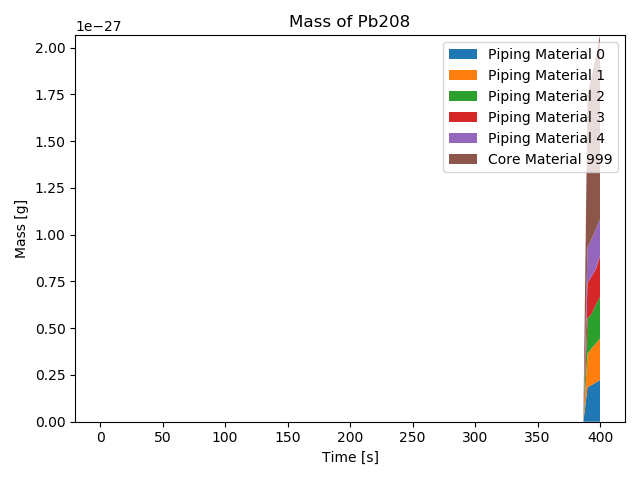 Mass of Pb208
1e−27
2.00
1.75
1.50
1.25
1.00
0.75
0.50
0.25
0.00
Mass [g]
Piping Material 0
Piping Material 1
Piping Material 2
Piping Material 3
Piping Material 4
Core Material 999
0 50 100 150 200 250 300 350 400
Time [s]